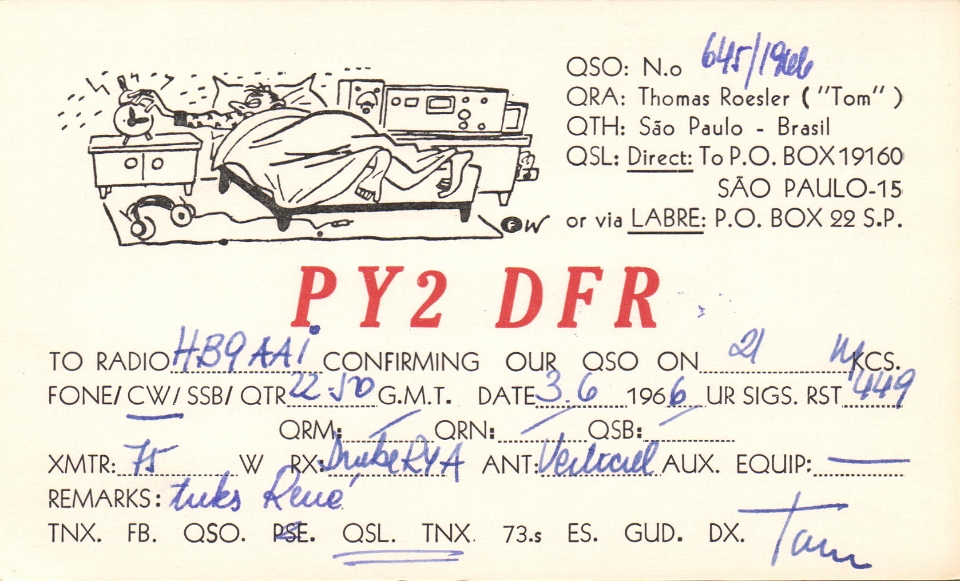 QSO: N.o 645/1966
QRA: Thomas Roesler ("Tom")
QTH: São Paulo - Brasil
QSL: Direct: To P.O. BOX 19160
SÃO PAULO-15
or via LABRE: P.O. BOX 22 S.P.
PY2 DFR
TO RADIO HB9AAI CONFIRMING OUR QSO ON 21 M KCS.
FONE/ CW/ SSB/ QTR 22-50 G.M.T. DATE 3.6 1966 UR SIGS. RST 449
QRM: / QRN: / QSB: /
XMTR: 75 W RX: Drake ANT: Vertical AUX. EQUIP: —
REMARKS: tnks René
TNX. FB. QSO. PSE. QSL. TNX. 73.s ES. GUD. DX. Tom